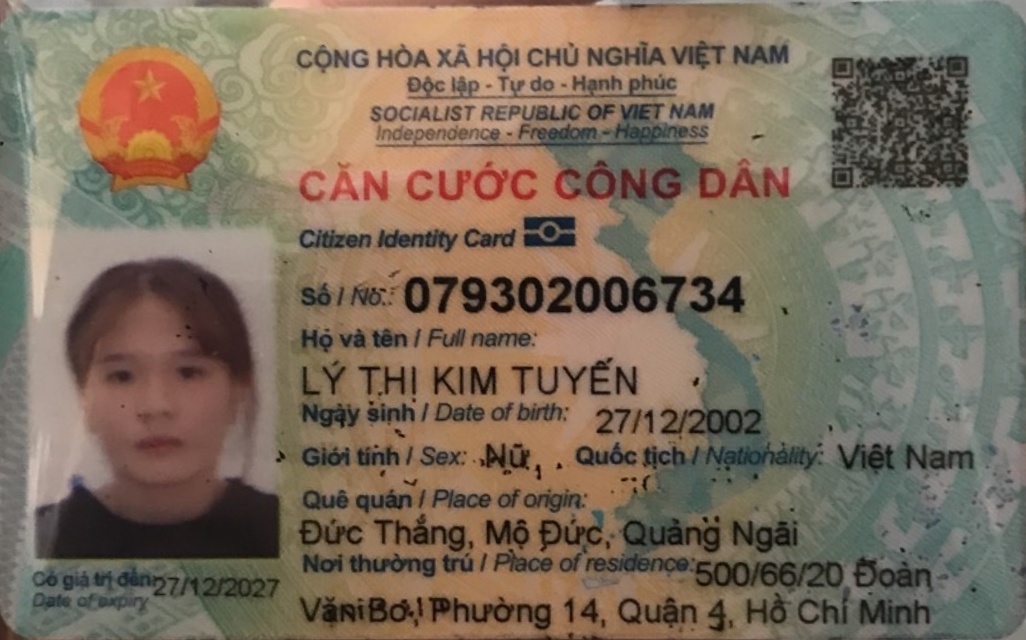 CỘNG HÒA XÃ HỘI CHỦ NGHĨA VIỆT NAM
Độc lập - Tự do - Hạnh phúc
SOCIALIST REPUBLIC OF VIET NAM
Independence - Freedom - Happiness
CĂN CƯỚC CÔNG DÂN
Citizen Identity Card
Số / No.: 079302006734
Họ và tên / Full name:
LÝ THỊ KIM TUYẾN
Ngày sinh / Date of birth: 27/12/2002
Giới tính / Sex: Nữ Quốc tịch / Nationality: Việt Nam
Quê quán / Place of origin:
Đức Thắng, Mộ Đức, Quảng Ngãi
Nơi thường trú / Place of residence: 500/66/20 Đoàn
Văn Bơ, Phường 14, Quận 4, Hồ Chí Minh
Có giá trị đến: 27/12/2027
Date of expiry